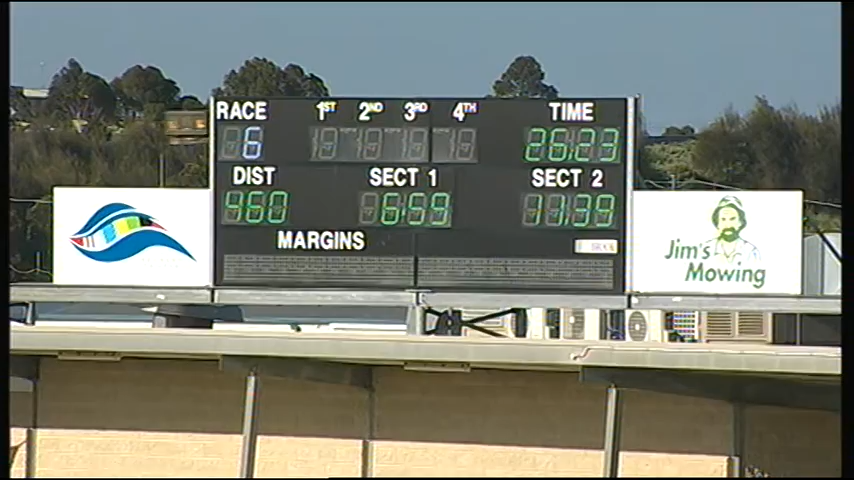 RACE 1ST 2ND 3RD 4TH TIME
6 26:23
DIST SECT 1 SECT 2
460 6:59 11:39
MARGINS
Jim's
Mowing